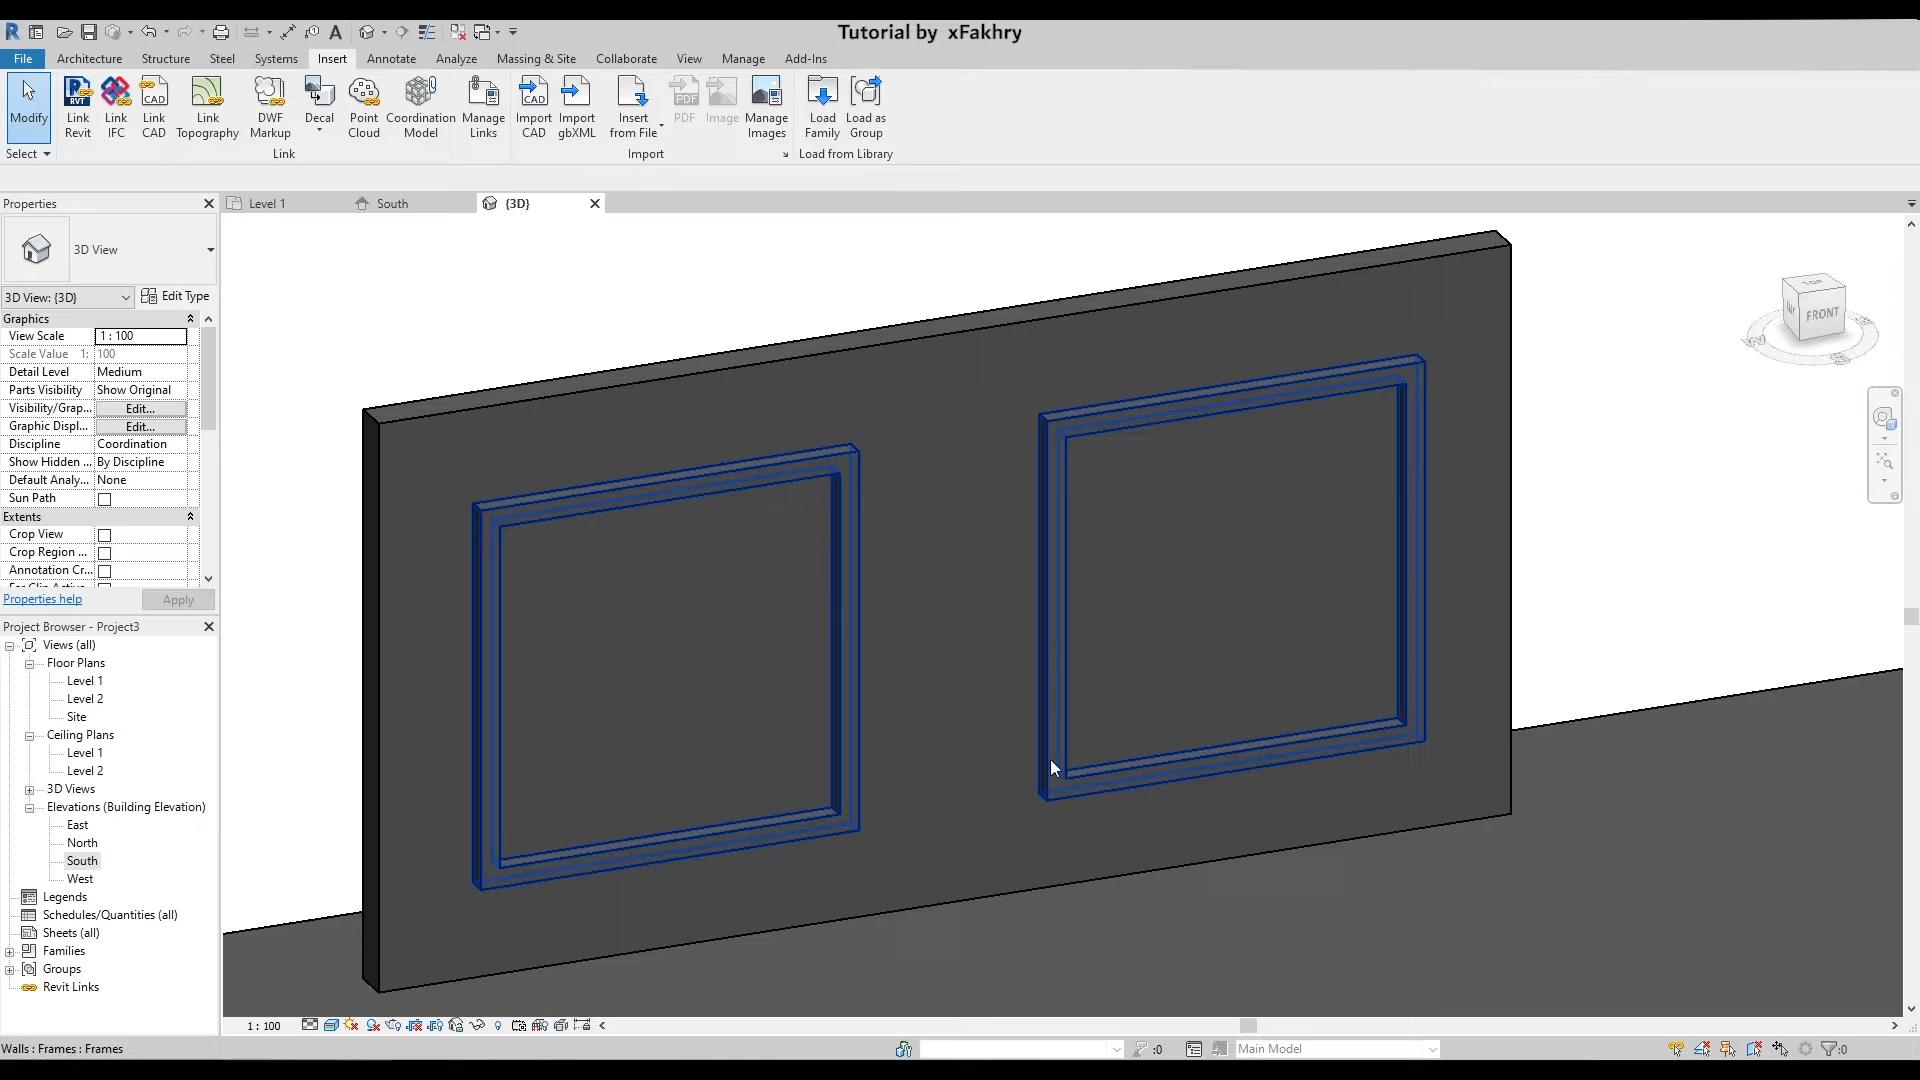 Tutorial by xFakhry
File Architecture Structure Steel Systems Insert Annotate Analyze Massing & Site Collaborate View Manage Add-Ins
Modify
Link Revit
Link IFC
Link CAD
Link Topography
DWF Markup
Decal
Point Cloud
Coordination Model
Manage Links
Import CAD
Import gbXML
Insert from File
PDF
Image
Manage Images
Load Family
Load as Group
Select Link Import Load from Library
Properties
Level 1 South {3D}
3D View
3D View: {3D} Edit Type
Graphics
View Scale 1 : 100
Scale Value 1: 100
Detail Level Medium
Parts Visibility Show Original
Visibility/Grap... Edit...
Graphic Displ... Edit...
Discipline Coordination
Show Hidden ... By Discipline
Default Analy... None
Sun Path
Extents
Crop View
Crop Region ...
Annotation Cr...
Properties help Apply
Project Browser - Project3
Views (all)
Floor Plans
Level 1
Level 2
Site
Ceiling Plans
Level 1
Level 2
3D Views
Elevations (Building Elevation)
East
North
South
West
Legends
Schedules/Quantities (all)
Sheets (all)
Families
Groups
Revit Links
TOP
FRONT
1 : 100
Walls : Frames : Frames
:0
Main Model
:0